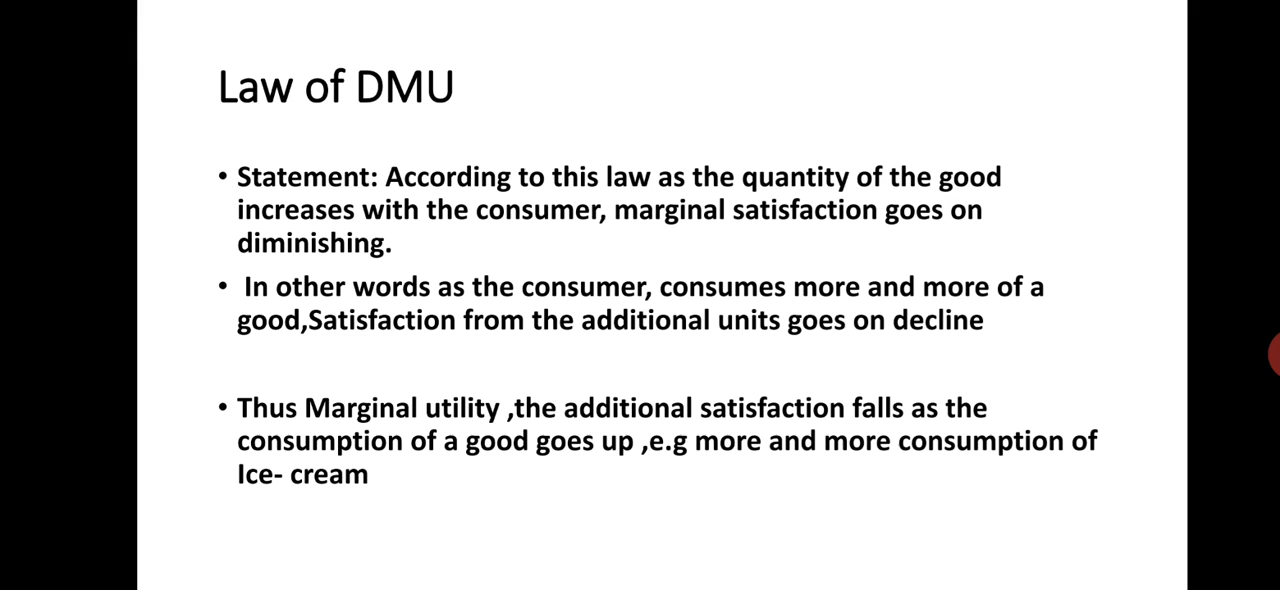 Law of DMU
• Statement: According to this law as the quantity of the good
increases with the consumer, marginal satisfaction goes on
diminishing.
• In other words as the consumer, consumes more and more of a
good,Satisfaction from the additional units goes on decline
• Thus Marginal utility ,the additional satisfaction falls as the
consumption of a good goes up ,e.g more and more consumption of
Ice- cream